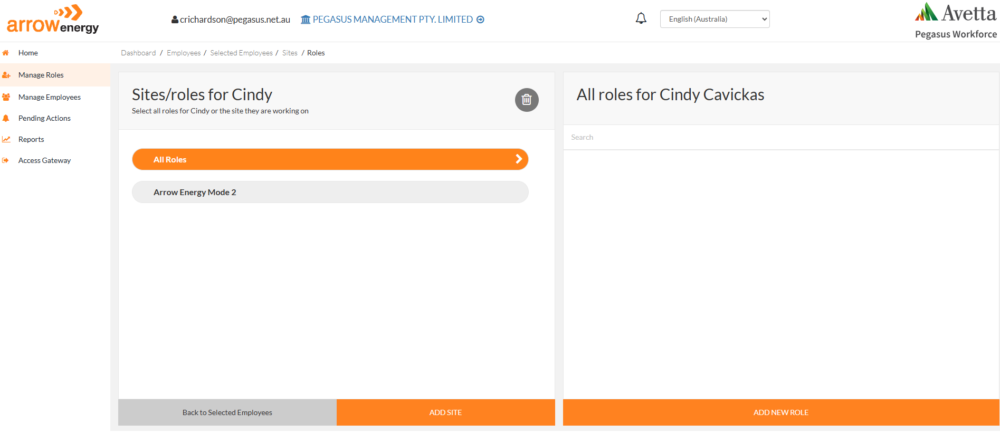 arrow energy
crichardson@pegasus.net.au PEGASUS MANAGEMENT PTY. LIMITED
English (Australia)
Avetta
Pegasus Workforce
Home
Manage Roles
Manage Employees
Pending Actions
Reports
Access Gateway
Dashboard / Employees / Selected Employees / Sites / Roles
Sites/roles for Cindy
Select all roles for Cindy or the site they are working on
All Roles
Arrow Energy Mode 2
Back to Selected Employees
ADD SITE
All roles for Cindy Cavickas
Search
ADD NEW ROLE